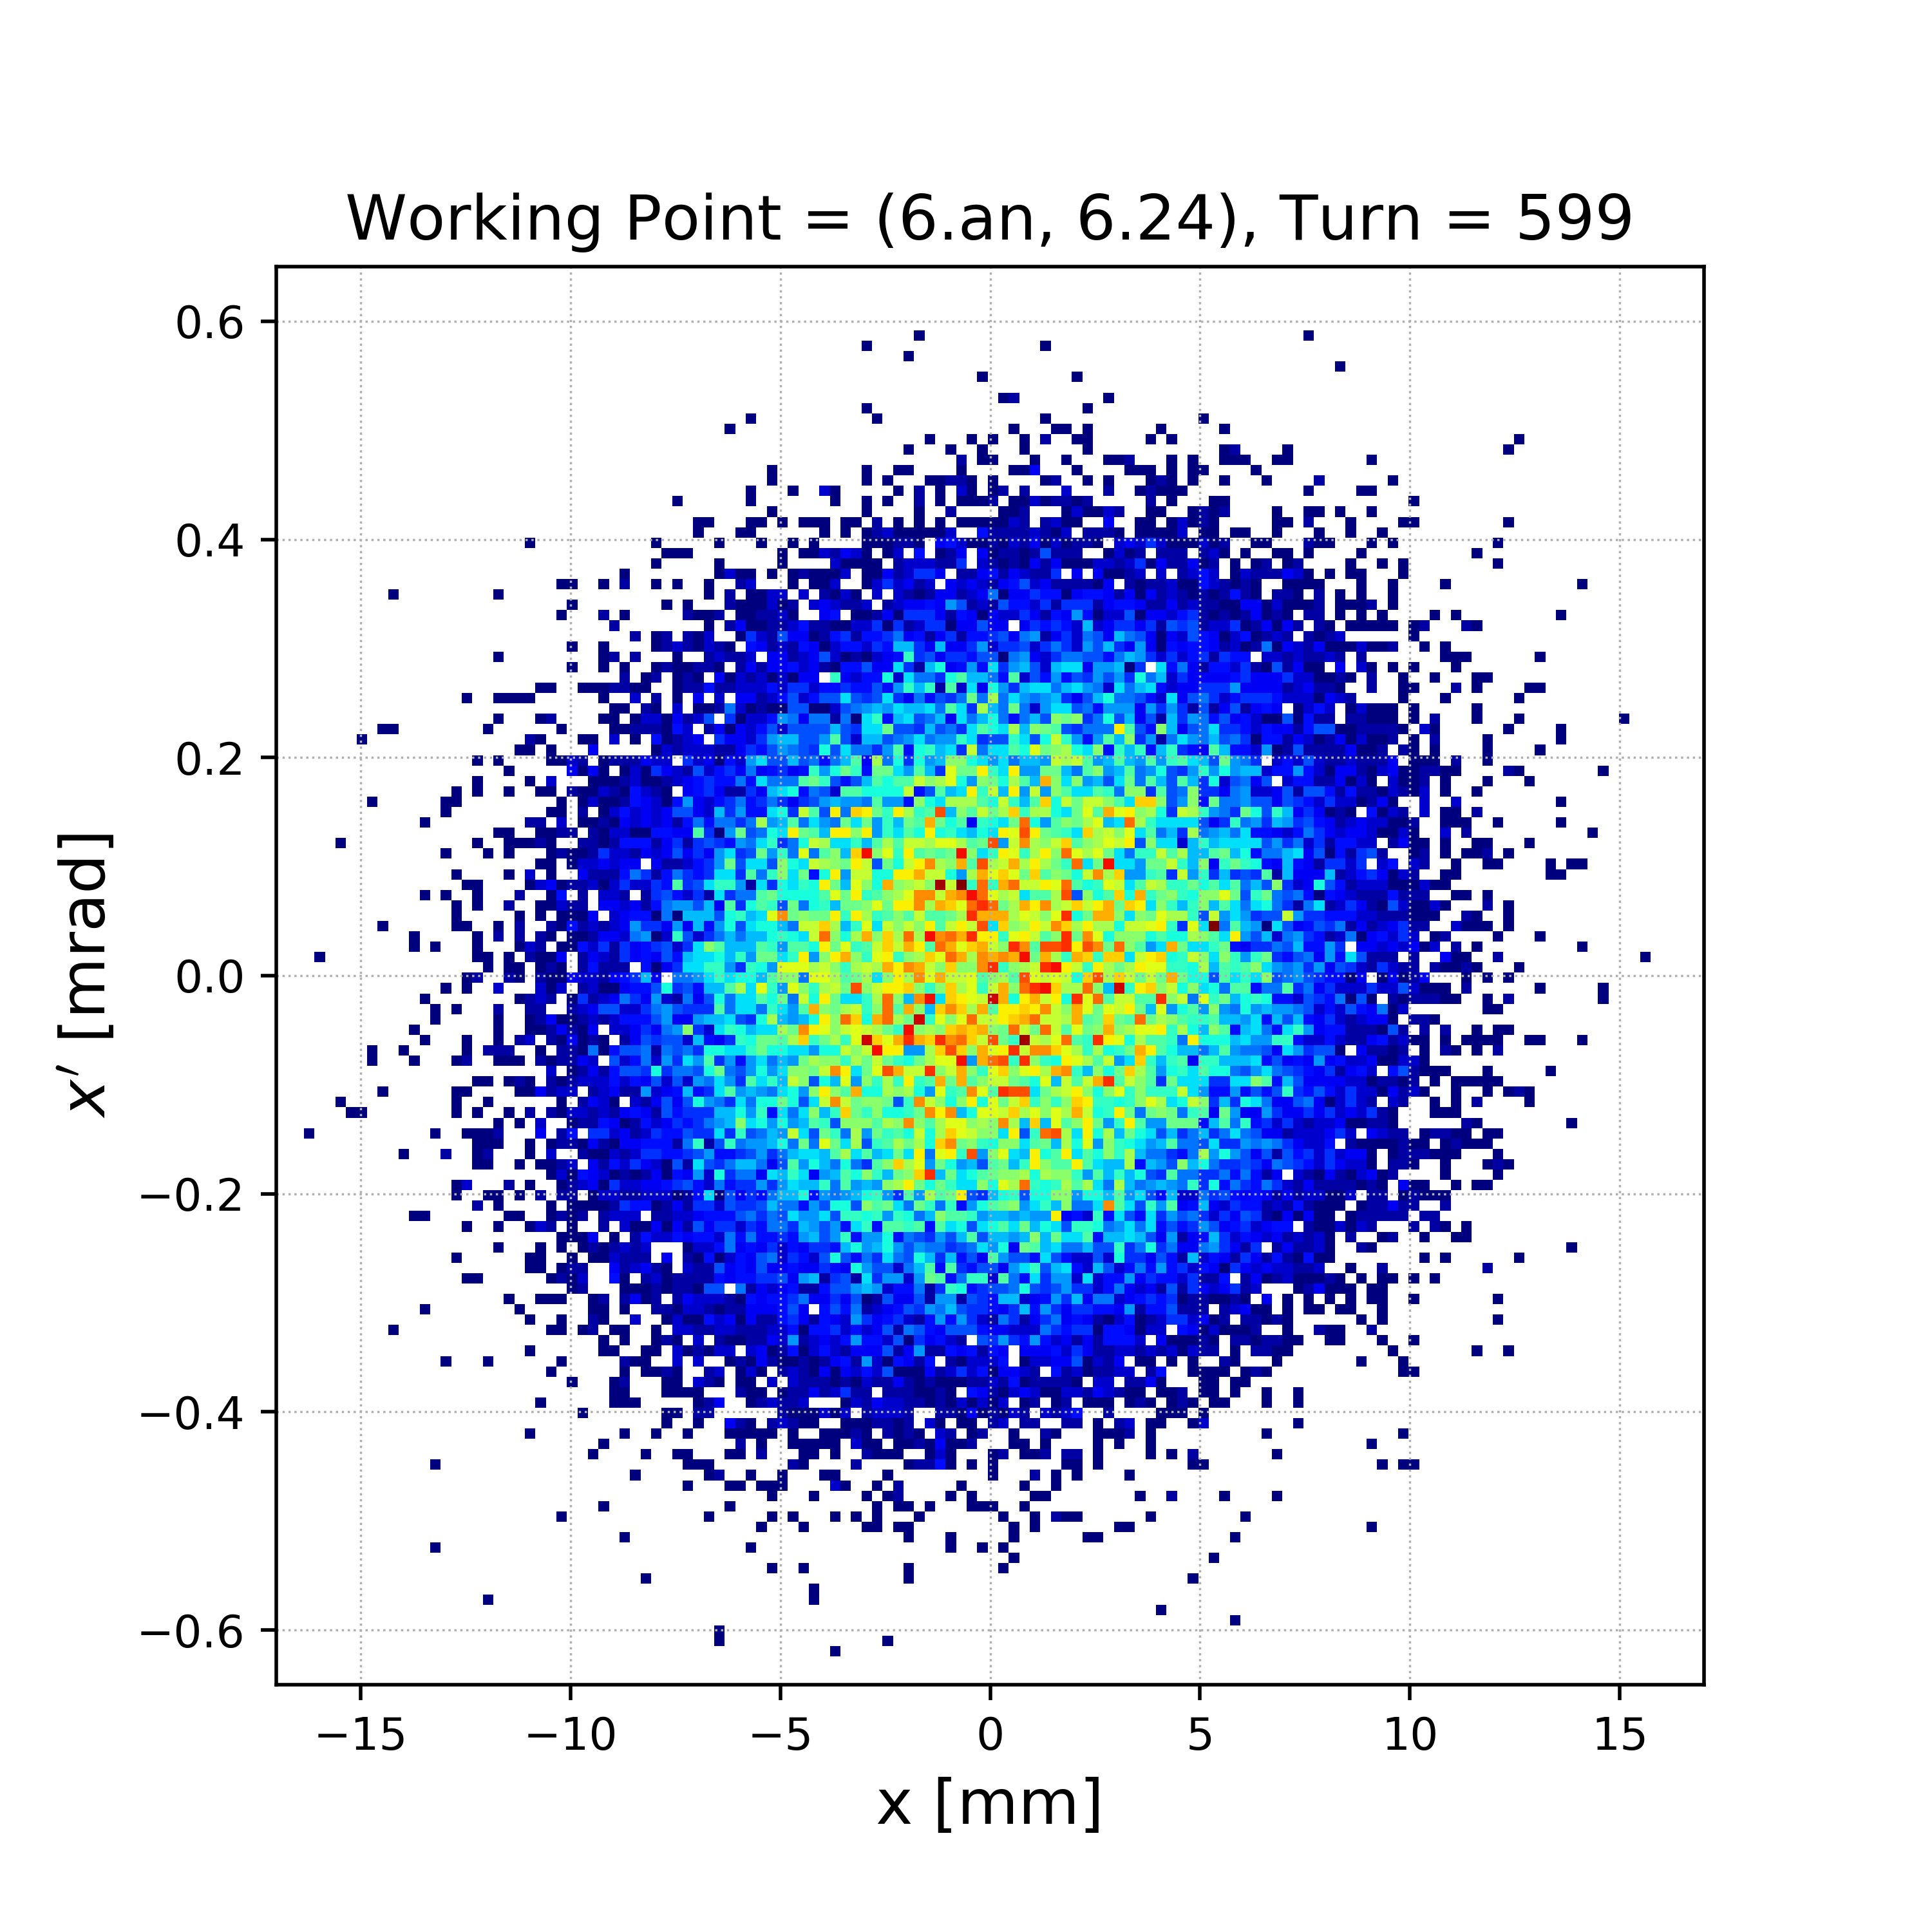 Working Point = (6.an, 6.24), Turn = 599
0.6
0.4
0.2
0.0
−0.2
−0.4
−0.6
x′ [mrad]
−15 −10 −5 0 5 10 15
x [mm]